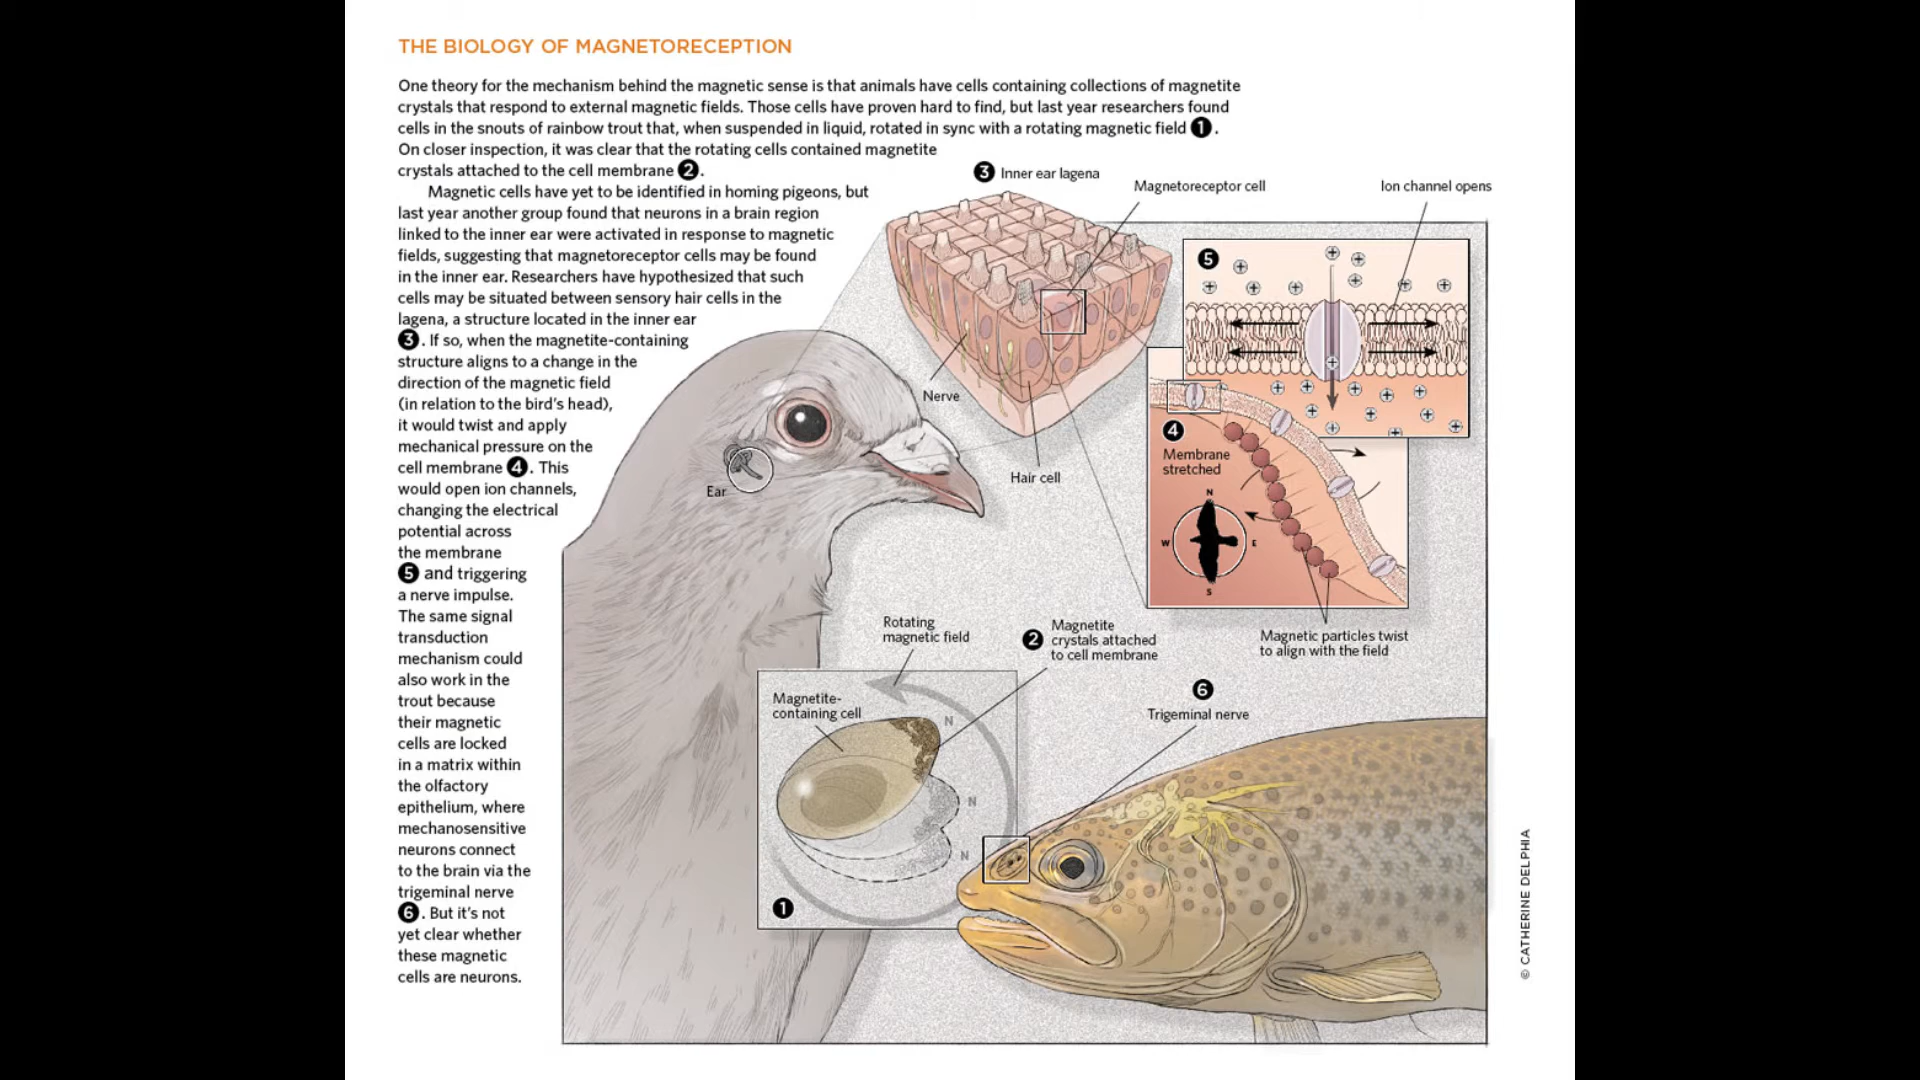 THE BIOLOGY OF MAGNETORECEPTION
One theory for the mechanism behind the magnetic sense is that animals have cells containing collections of magnetite
crystals that respond to external magnetic fields. Those cells have proven hard to find, but last year researchers found
cells in the snouts of rainbow trout that, when suspended in liquid, rotated in sync with a rotating magnetic field 1.
On closer inspection, it was clear that the rotating cells contained magnetite
crystals attached to the cell membrane 2.
Magnetic cells have yet to be identified in homing pigeons, but
last year another group found that neurons in a brain region
linked to the inner ear were activated in response to magnetic
fields, suggesting that magnetoreceptor cells may be found
in the inner ear. Researchers have hypothesized that such
cells may be situated between sensory hair cells in the
lagena, a structure located in the inner ear
3. If so, when the magnetite-containing
structure aligns to a change in the
direction of the magnetic field
(in relation to the bird's head),
it would twist and apply
mechanical pressure on the
cell membrane 4. This
would open ion channels,
changing the electrical
potential across
the membrane
5 and triggering
a nerve impulse.
The same signal
transduction
mechanism could
also work in the
trout because
their magnetic
cells are locked
in a matrix within
the olfactory
epithelium, where
mechanosensitive
neurons connect
to the brain via the
trigeminal nerve
6. But it's not
yet clear whether
these magnetic
cells are neurons.
3 Inner ear lagena
Magnetoreceptor cell
Ion channel opens
5
Nerve
Hair cell
Ear
4
Membrane
stretched
N
W
E
S
Magnetic particles twist
to align with the field
Rotating
magnetic field
2 Magnetite
crystals attached
to cell membrane
Magnetite-
containing cell
N
N
N
1
6
Trigeminal nerve
© CATHERINE DELPHIA